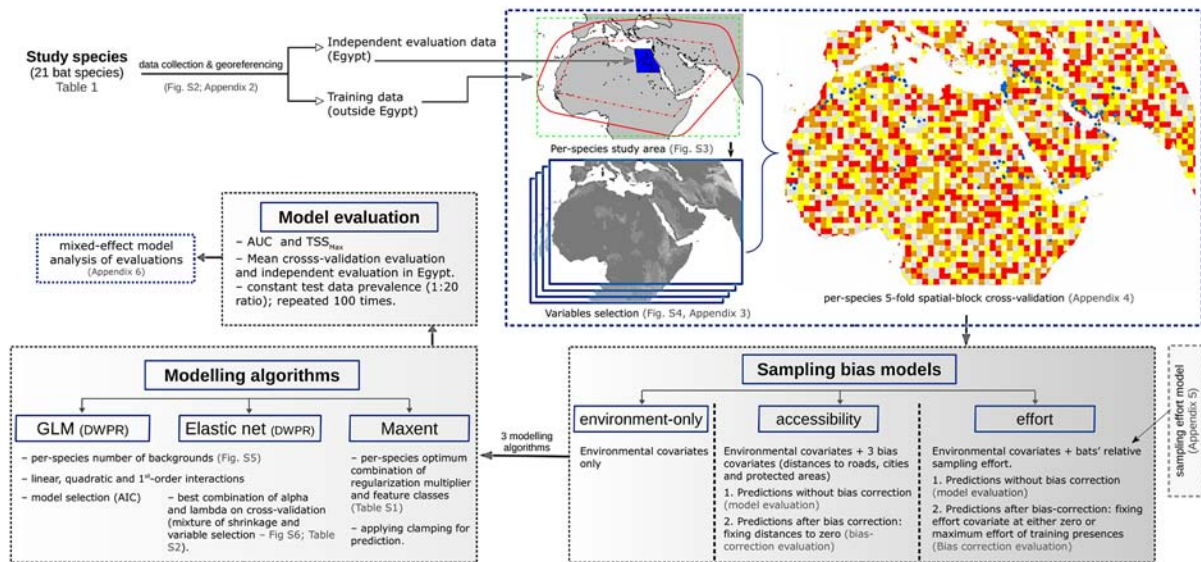 Study species
(21 bat species)
Table 1
data collection & georeferencing
(Fig. S2; Appendix 2)
Independent evaluation data
(Egypt)
Training data
(outside Egypt)
Per-species study area (Fig. S3)
Variables selection (Fig. S4, Appendix 3)
per-species 5-fold spatial-block cross-validation (Appendix 4)
Model evaluation
– AUC and TSSMax
– Mean crosss-validation evaluation
and independent evaluation in Egypt.
– constant test data prevalence (1:20
ratio); repeated 100 times.
mixed-effect model
analysis of evaluations
(Appendix 6)
Modelling algorithms
GLM (DWPR)
Elastic net (DWPR)
Maxent
– per-species number of backgrounds (Fig. S5)
– linear, quadratic and 1st-order interactions
– model selection (AIC)
– best combination of alpha
and lambda on cross-validation
(mixture of shrinkage and
variable selection – Fig S6; Table
S2).
– per-species optimum
combination of
regularization multiplier
and feature classes
(Table S1)
– applying clamping for
prediction.
3 modelling
algorithms
Sampling bias models
environment-only
accessibility
effort
Environmental covariates
only
Environmental covariates + 3 bias
covariates (distances to roads, cities
and protected areas)
1. Predictions without bias correction
(model evaluation)
2. Predictions after bias correction:
fixing distances to zero (bias-
correction evaluation)
Environmental covariates + bats' relative
sampling effort.
1. Predictions without bias correction
(model evaluation)
2. Predictions after bias-correction: fixing
effort covariate at either zero or
maximum effort of training presences
(Bias correction evaluation)
sampling effort model
(Appendix 5)